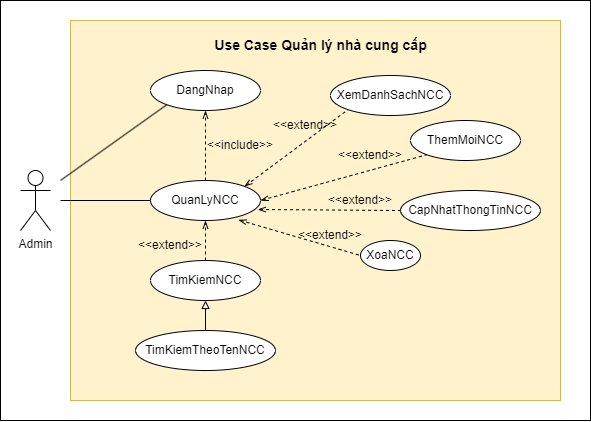 Use Case Quản lý nhà cung cấp
DangNhap
XemDanhSachNCC
<<extend>>
<<include>>
ThemMoiNCC
<<extend>>
QuanLyNCC
CapNhatThongTinNCC
<<extend>>
Admin
<<extend>>
<<extend>>
XoaNCC
TimKiemNCC
TimKiemTheoTenNCC